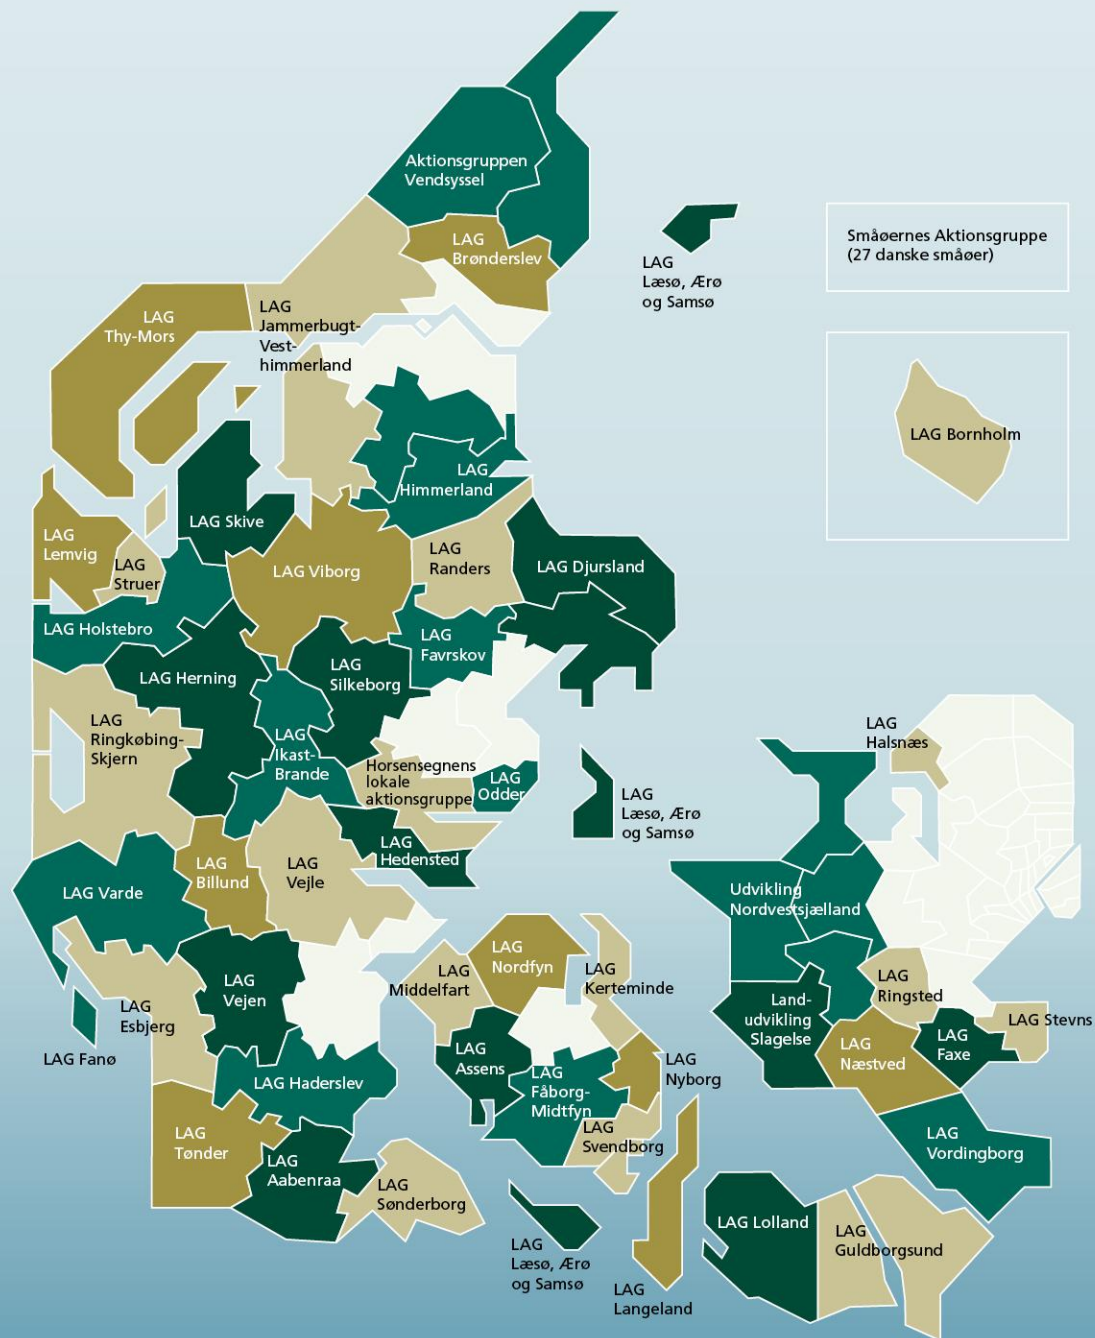 Aktionsgruppen
Vendsyssel
LAG
Brønderslev
LAG
Læsø, Ærø
og Samsø
Småøernes Aktionsgruppe
(27 danske småøer)
LAG
Thy-Mors
LAG
Jammerbugt-
Vest-
himmerland
LAG Bornholm
LAG
Himmerland
LAG Skive
LAG
Lemvig
LAG
Struer
LAG Viborg
LAG
Randers
LAG Djursland
LAG Holstebro
LAG
Favrskov
LAG Herning
LAG
Silkeborg
LAG
Ringkøbing-
Skjern
LAG
Ikast-
Brande
Horsensegnens
lokale
aktionsgruppe
LAG
Odder
LAG
Halsnæs
LAG
Læsø, Ærø
og Samsø
LAG
Hedensted
LAG Varde
LAG
Billund
LAG
Vejle
Udvikling
Nordvestsjælland
LAG
Nordfyn
LAG
Middelfart
LAG
Kerteminde
LAG
Vejen
LAG
Esbjerg
LAG
Ringsted
Land-
udvikling
Slagelse
LAG Stevns
LAG
Faxe
LAG
Næstved
LAG Fanø
LAG
Assens
LAG
Nyborg
LAG Haderslev
LAG
Fåborg-
Midtfyn
LAG
Svendborg
LAG
Tønder
LAG
Vordingborg
LAG
Aabenraa
LAG
Sønderborg
LAG Lolland
LAG
Guldborgsund
LAG
Læsø, Ærø
og Samsø
LAG
Langeland